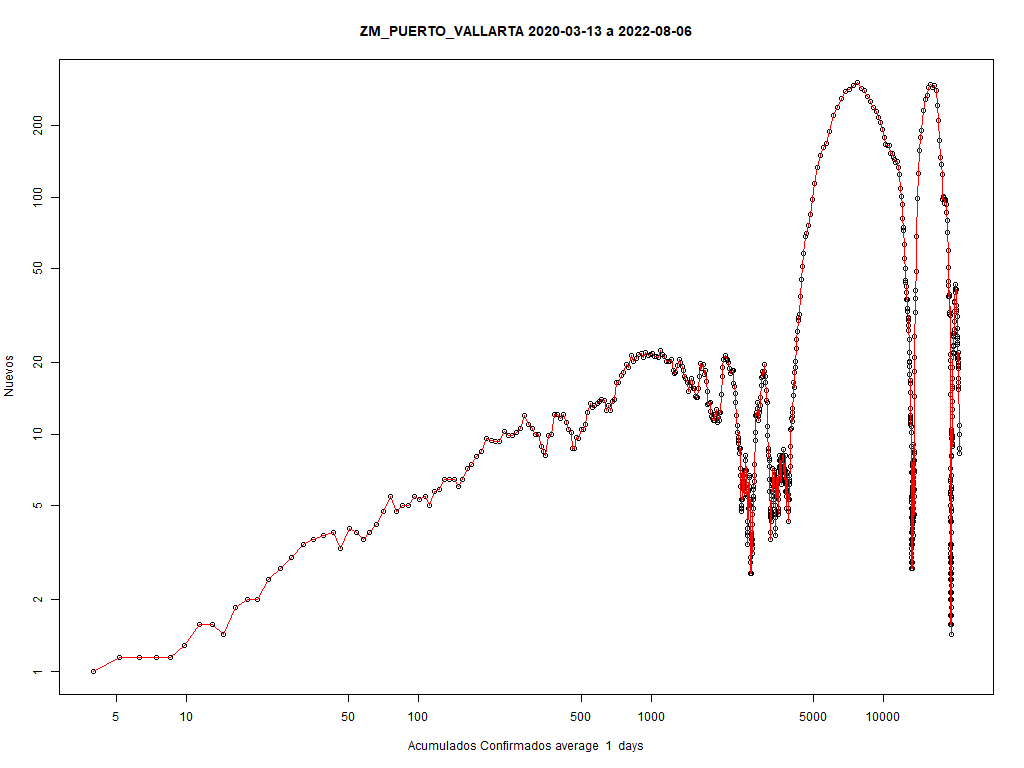 ZM_PUERTO_VALLARTA 2020-03-13 a 2022-08-06
200
100
50
20
10
5
2
1
Nuevos
5 10 50 100 500 1000 5000 10000
Acumulados Confirmados average 1 days